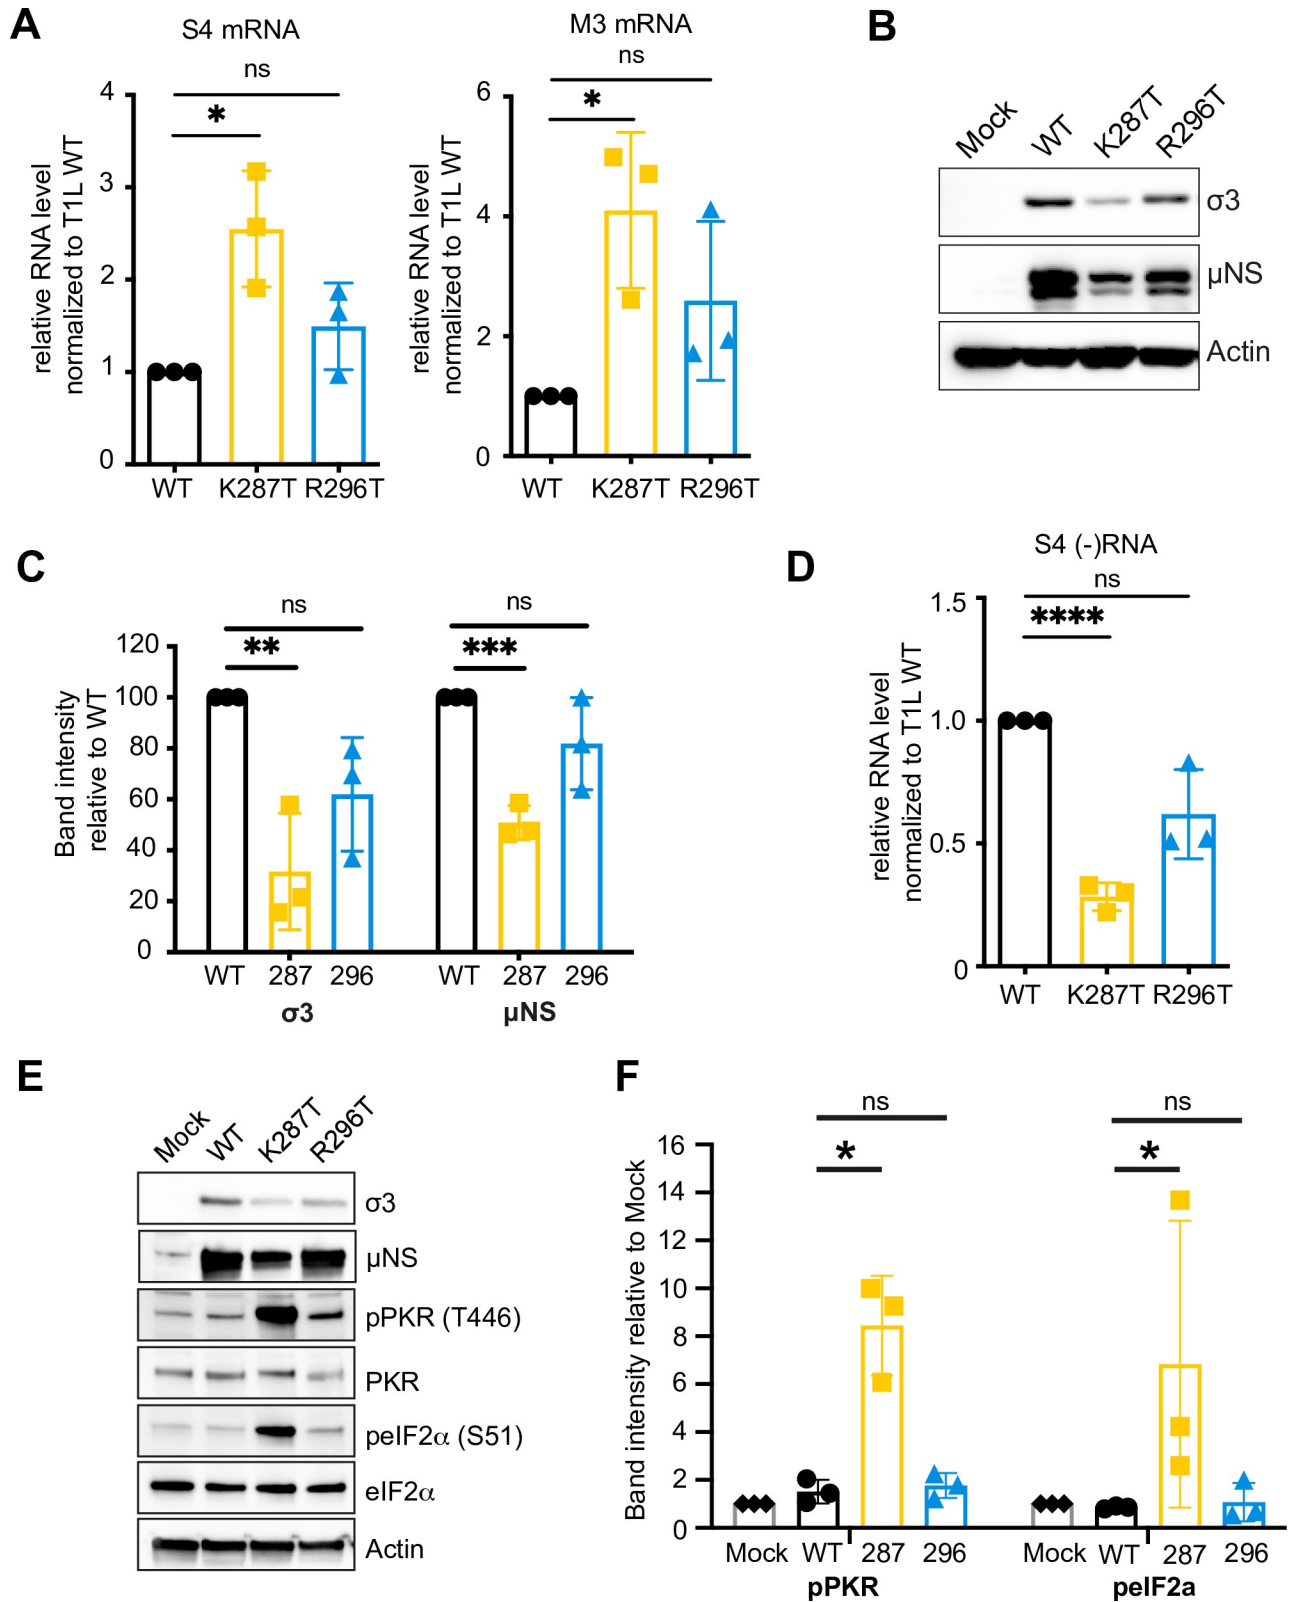 A
S4 mRNA
ns
*
relative RNA level
normalized to T1L WT
4
3
2
1
0
WT K287T R296T
M3 mRNA
ns
*
relative RNA level
normalized to T1L WT
6
4
2
0
WT K287T R296T
B
Mock WT K287T R296T
σ3
μNS
Actin
C
ns
**
ns
***
Band intensity
relative to WT
120
100
80
60
40
20
0
WT 287 296 WT 287 296
σ3 μNS
D
S4 (-)RNA
ns
****
relative RNA level
normalized to T1L WT
1.5
1.0
0.5
0
WT K287T R296T
E
Mock WT K287T R296T
σ3
μNS
pPKR (T446)
PKR
peIF2α (S51)
eIF2α
Actin
F
ns
*
ns
*
Band intensity relative to Mock
16
14
12
10
8
6
4
2
0
Mock WT 287 296 Mock WT 287 296
pPKR peIF2a